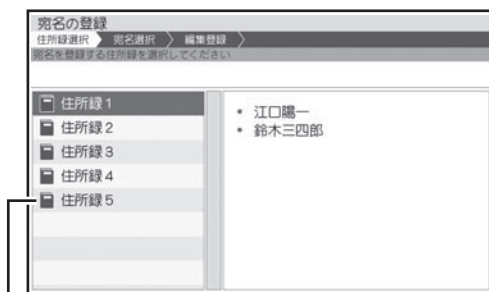 宛名の登録
住所録選択 宛名選択 編集登録
宛名を登録する住所録を選択してください
住所録1
住所録2
住所録3
住所録4
住所録5
• 江口陽一
• 鈴木三四郎